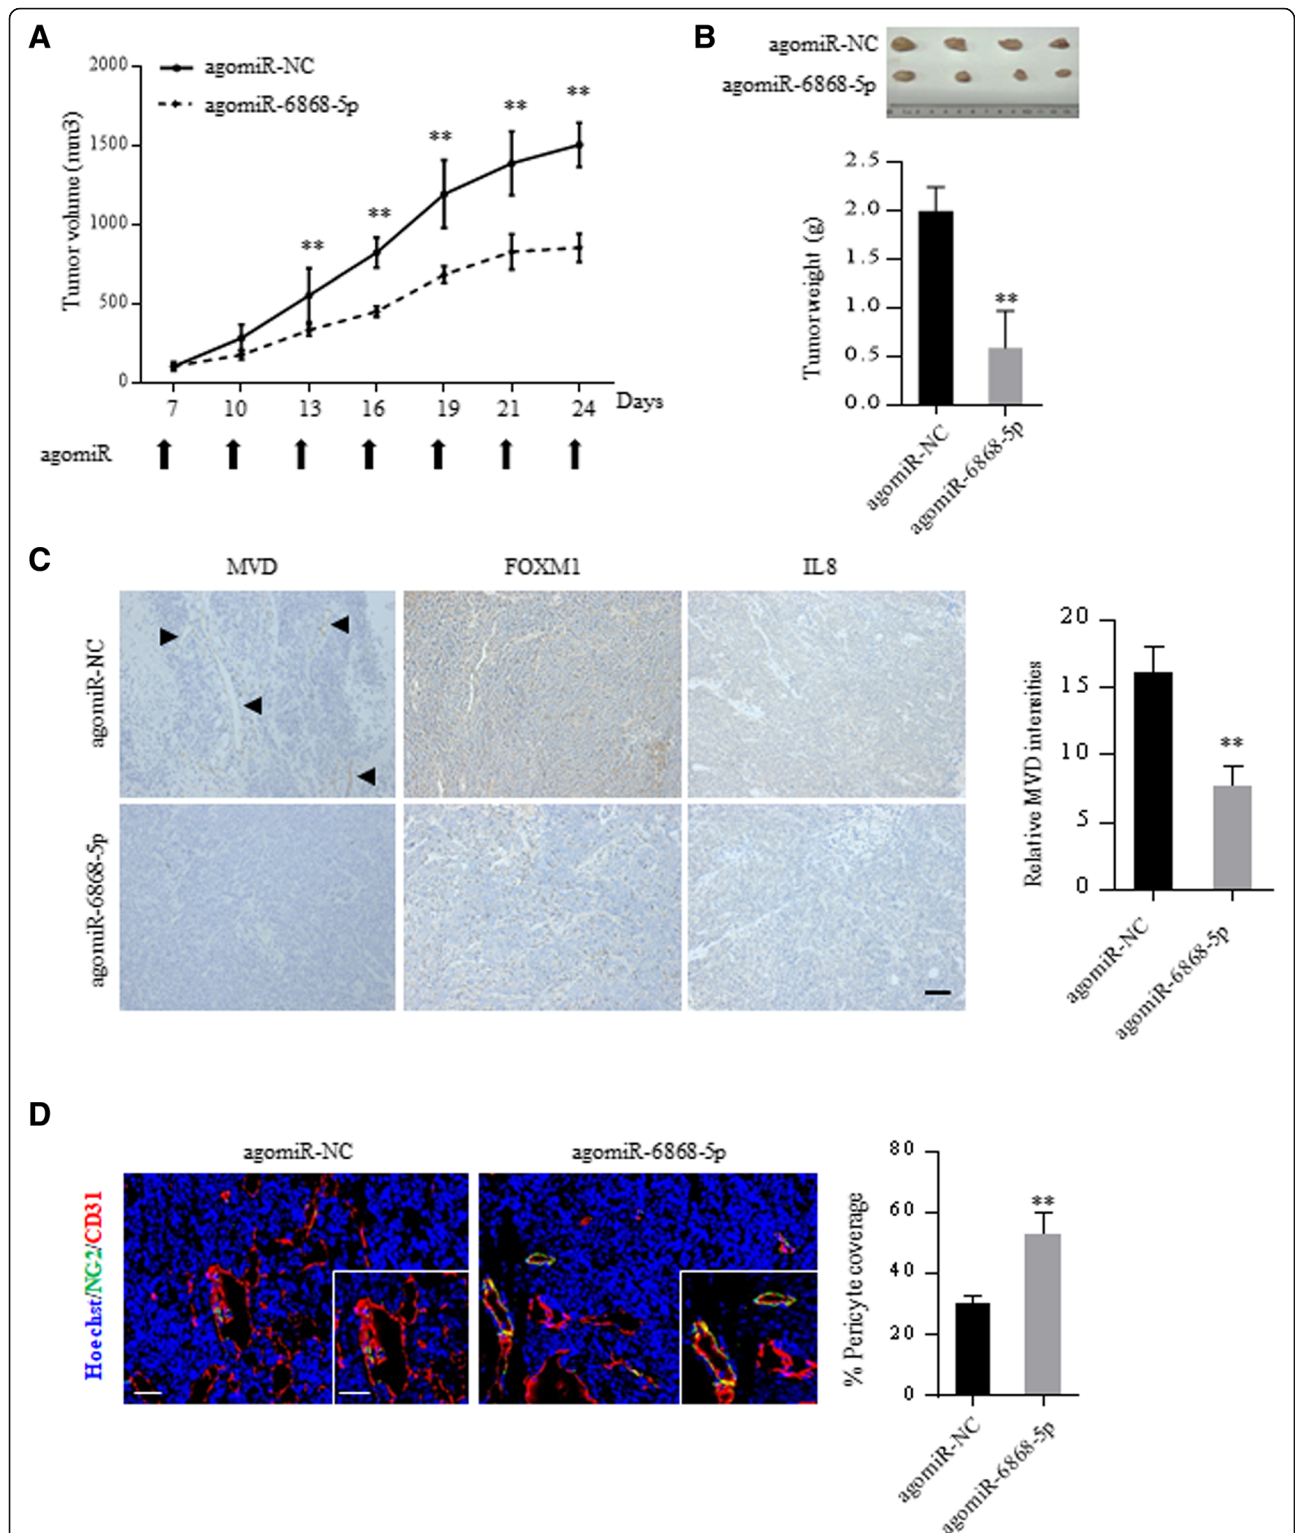 A
2000
1500
1000
500
0
Tumor volume (mm3)
agomiR-NC
agomiR-6868-5p
**
**
**
**
**
7 10 13 16 19 21 24 Days
agomiR
B
agomiR-NC
agomiR-6868-5p
2.5
2.0
1.5
1.0
0.5
0.0
Tumor weight (g)
**
agomiR-NC
agomiR-6868-5p
C
MVD FOXM1 IL8
agomiR-NC
agomiR-6868-5p
20
15
10
5
0
Relative MVD intensities
**
agomiR-NC
agomiR-6868-5p
D
agomiR-NC agomiR-6868-5p
Hoechst/NG2/CD31
80
60
40
20
0
% Pericyte coverage
**
agomiR-NC
agomiR-6868-5p